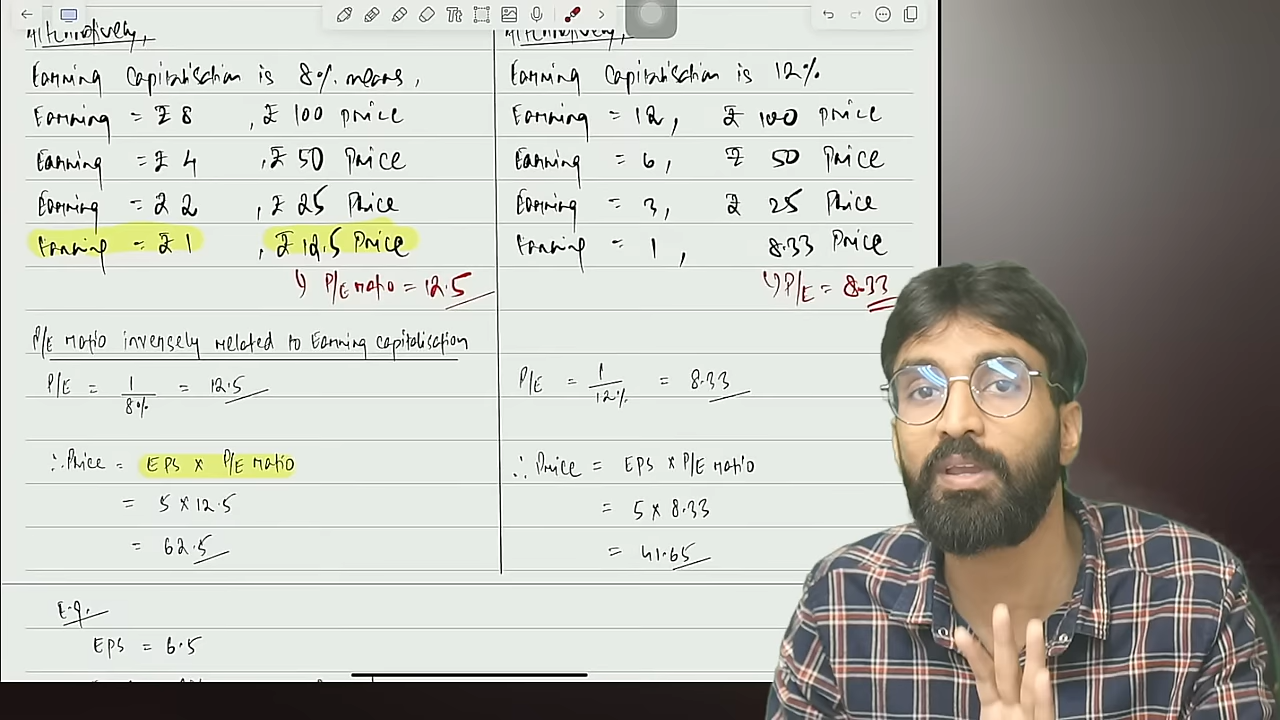 Alternatively,
Earning Capitalisation is 8% means,
Earning = ₹ 8 , ₹ 100 Price
Earning = ₹ 4 , ₹ 50 Price
Earning = ₹ 2 , ₹ 25 Price
Earning = ₹ 1 , ₹ 12.5 Price
↳ P/E ratio = 12.5
P/E ratio inversely related to Earning capitalisation
P/E = 1/8% = 12.5
∴ Price = EPS × P/E ratio
= 5 × 12.5
= 62.5
E.g.
EPS = 6.5
Alternatively,
Earning Capitalisation is 12%
Earning = 12, ₹ 100 Price
Earning = 6, ₹ 50 Price
Earning = 3, ₹ 25 Price
Earning = 1, 8.33 Price
↳ P/E = 8.33
P/E = 1/12% = 8.33
∴ Price = EPS × P/E ratio
= 5 × 8.33
= 41.65